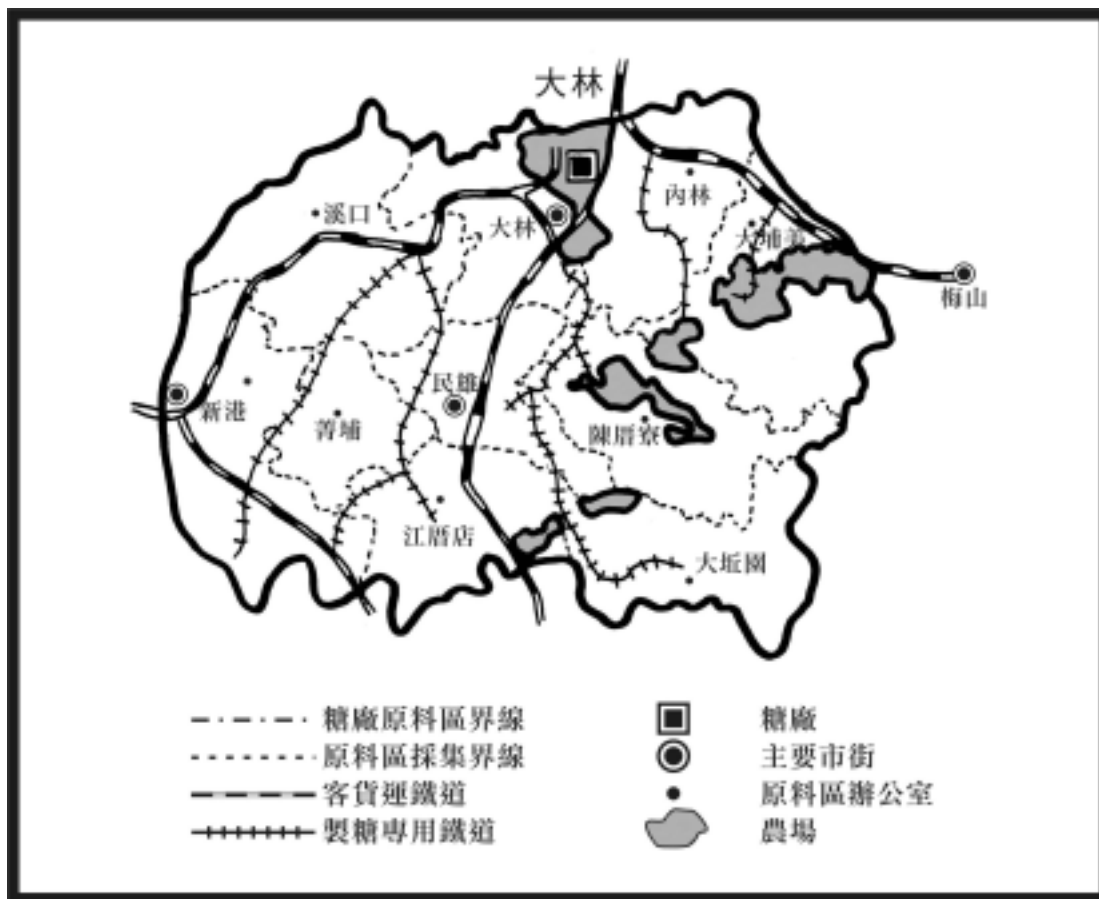 大林
內林
溪口
大林
大埔美
梅山
民雄
新港
菁埔
陳厝寮
江厝店
大坵園
糖廠原料區界線
糖廠
原料區採集界線
主要市街
客貨運鐵道
原料區辦公室
製糖專用鐵道
農場